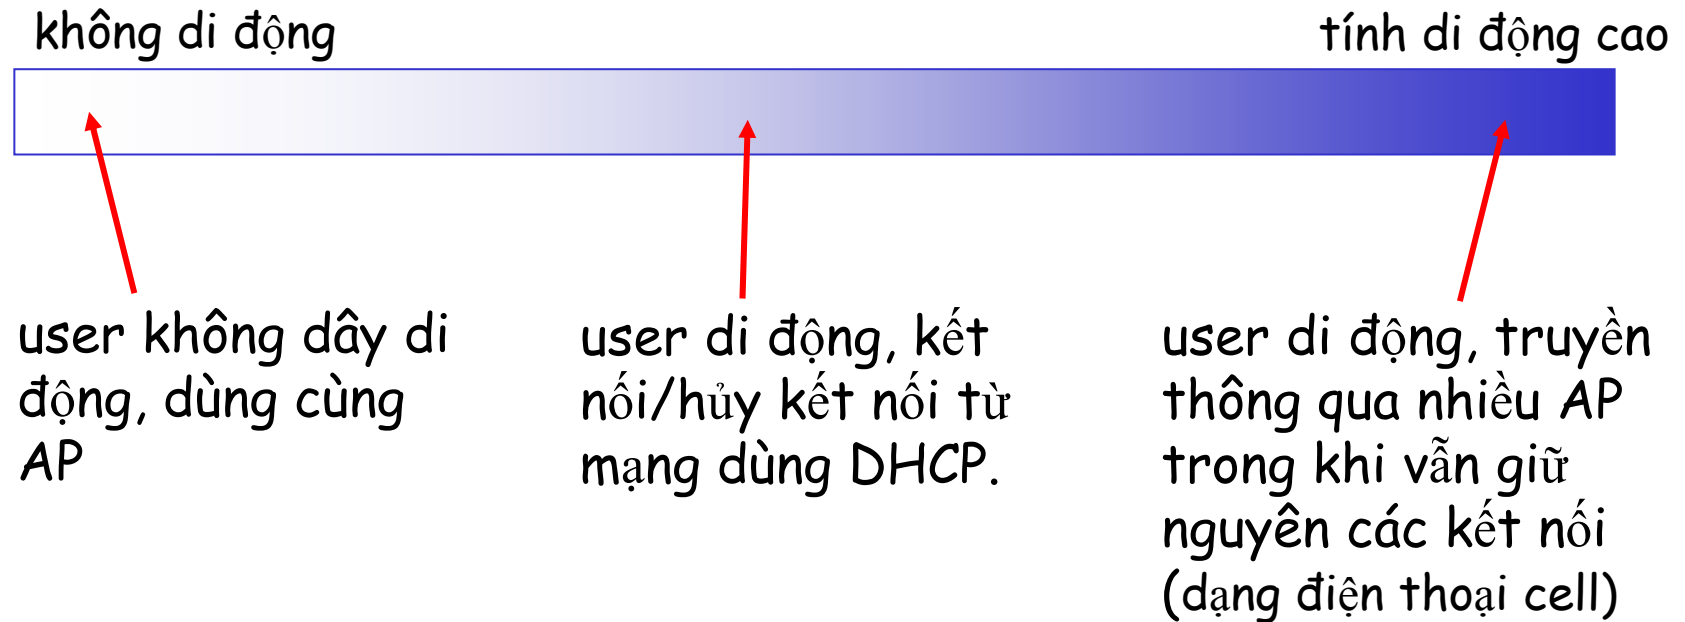 không di động
tính di động cao
user không dây di
động, dùng cùng
AP
user di động, kết
nối/hủy kết nối từ
mạng dùng DHCP.
user di động, truyền
thông qua nhiều AP
trong khi vẫn giữ
nguyên các kết nối
(dạng điện thoại cell)